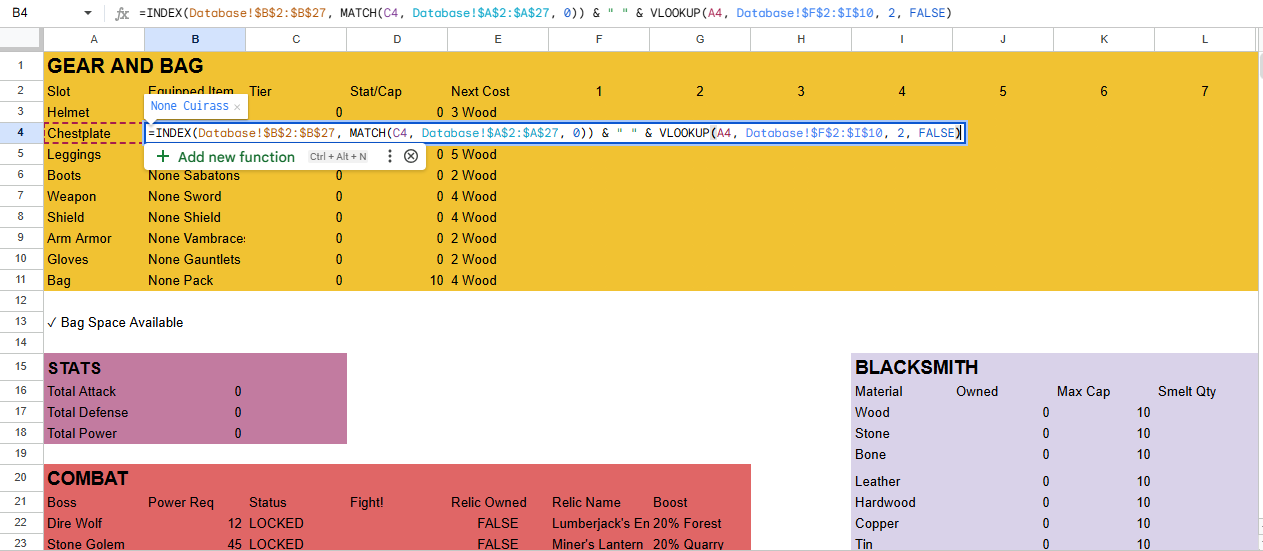 B4 fx =INDEX(Database!$B$2:$B$27, MATCH(C4, Database!$A$2:$A$27, 0)) & " " & VLOOKUP(A4, Database!$F$2:$I$10, 2, FALSE)
A B C D E F G H I J K L
1 GEAR AND BAG
2 Slot Equipped Item Tier Stat/Cap Next Cost 1 2 3 4 5 6 7
None Cuirass ×
3 Helmet 0 0 3 Wood
4 Chestplate =INDEX(Database!$B$2:$B$27, MATCH(C4, Database!$A$2:$A$27, 0)) & " " & VLOOKUP(A4, Database!$F$2:$I$10, 2, FALSE)
+ Add new function Ctrl + Alt + N
5 Leggings 0 5 Wood
6 Boots None Sabatons 0 0 2 Wood
7 Weapon None Sword 0 0 4 Wood
8 Shield None Shield 0 0 4 Wood
9 Arm Armor None Vambraces 0 0 2 Wood
10 Gloves None Gauntlets 0 0 2 Wood
11 Bag None Pack 0 10 4 Wood
12
13 ✓ Bag Space Available
14
15 STATS BLACKSMITH
16 Total Attack 0 Material Owned Max Cap Smelt Qty
17 Total Defense 0 Wood 0 10
18 Total Power 0 Stone 0 10
19 Bone 0 10
20 COMBAT Leather 0 10
21 Boss Power Req Status Fight! Relic Owned Relic Name Boost Hardwood 0 10
22 Dire Wolf 12 LOCKED FALSE Lumberjack's En 20% Forest Copper 0 10
23 Stone Golem 45 LOCKED FALSE Miner's Lantern 20% Quarry Tin 0 10